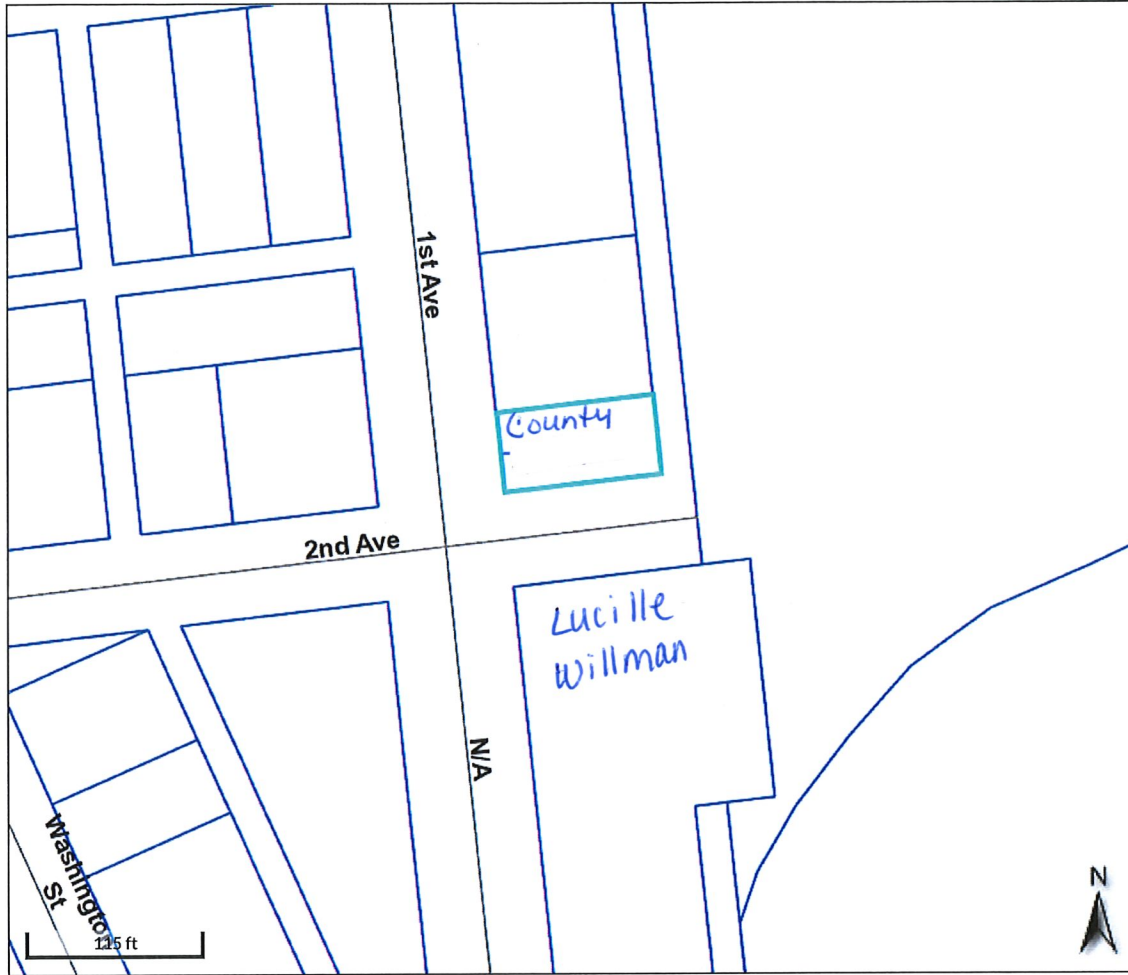 1st Ave
County
2nd Ave
Lucille
Willman
N/A
Washington
St
115 ft
N